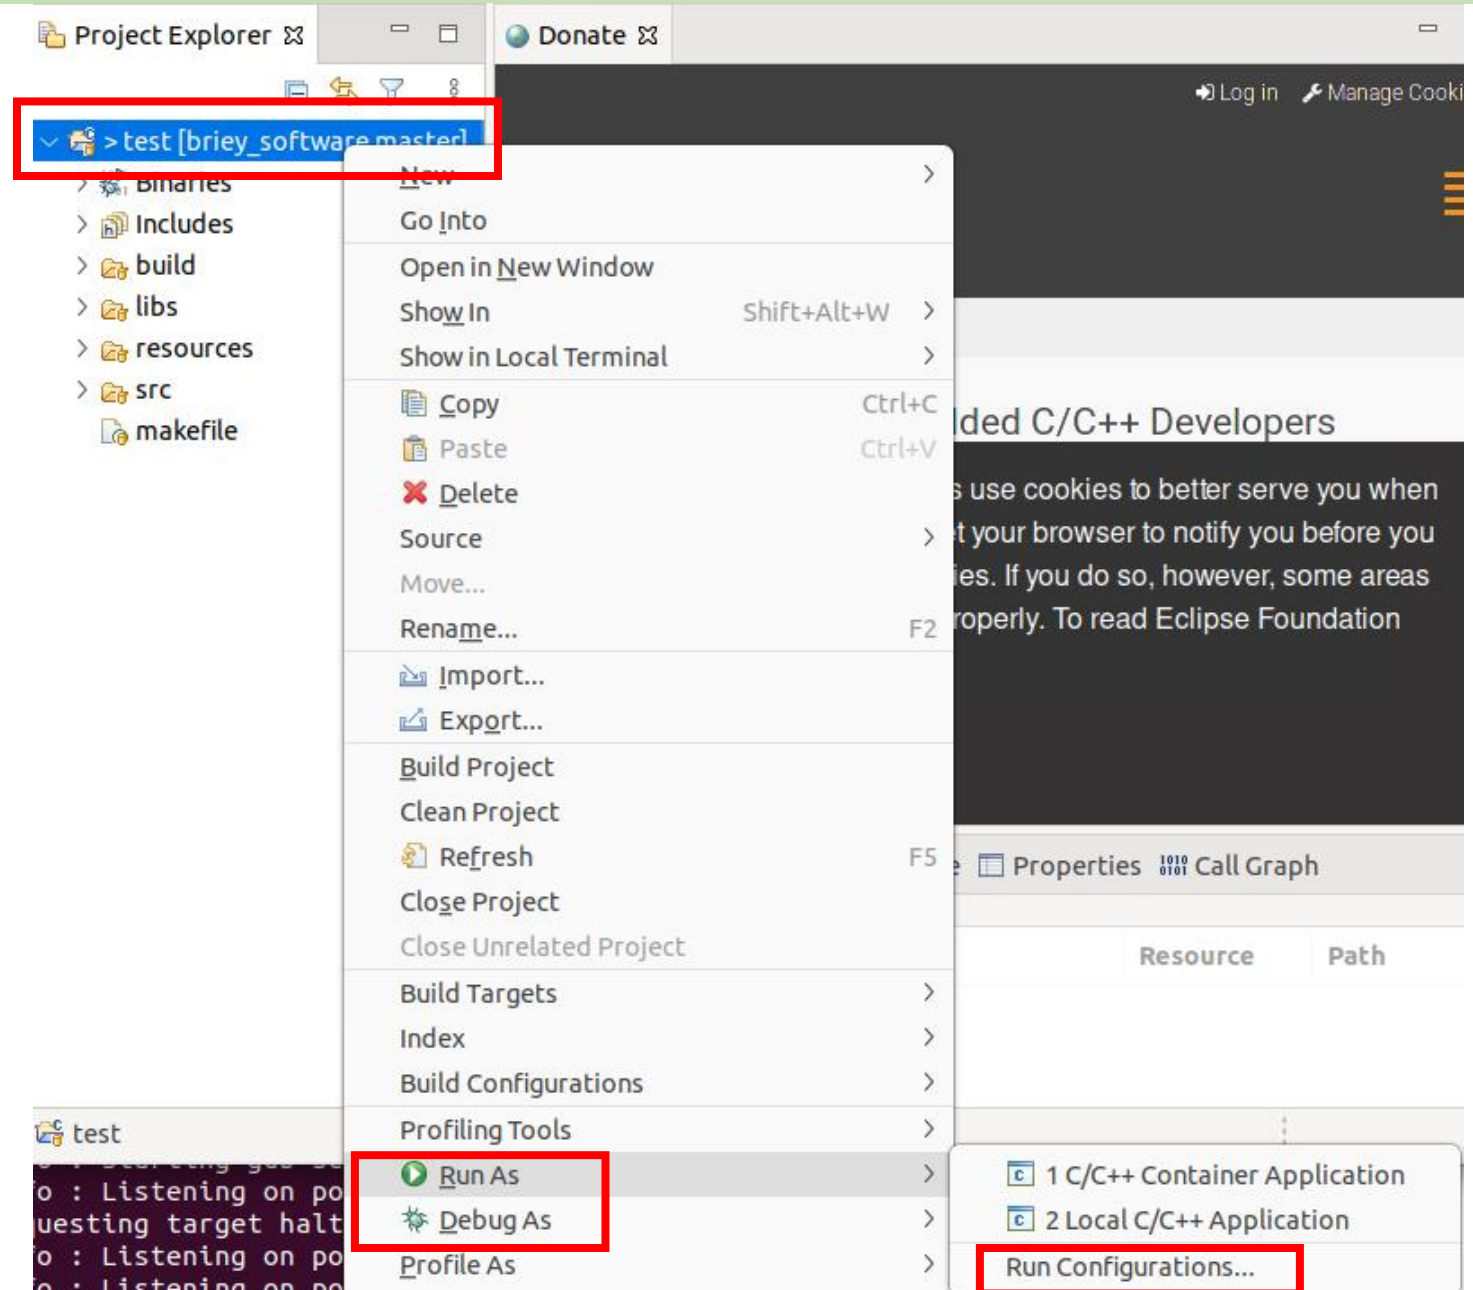 Project Explorer
Donate
Log in
Manage Cooki
> test [briey_software master]
Binaries
Includes
build
libs
resources
src
makefile
New
Go Into
Open in New Window
Show In Shift+Alt+W
Show in Local Terminal
Copy Ctrl+C
Paste Ctrl+V
Delete
Source
Move...
Rename... F2
Import...
Export...
Build Project
Clean Project
Refresh F5
Close Project
Close Unrelated Project
Build Targets
Index
Build Configurations
Profiling Tools
Run As
Debug As
Profile As
1 C/C++ Container Application
2 Local C/C++ Application
Run Configurations...
dded C/C++ Developers
s use cookies to better serve you when
t your browser to notify you before you
ies. If you do so, however, some areas
roperly. To read Eclipse Foundation
Properties
Call Graph
Resource
Path
test
o : Listening on po
uesting target halt
o : Listening on po
o : Listening on po